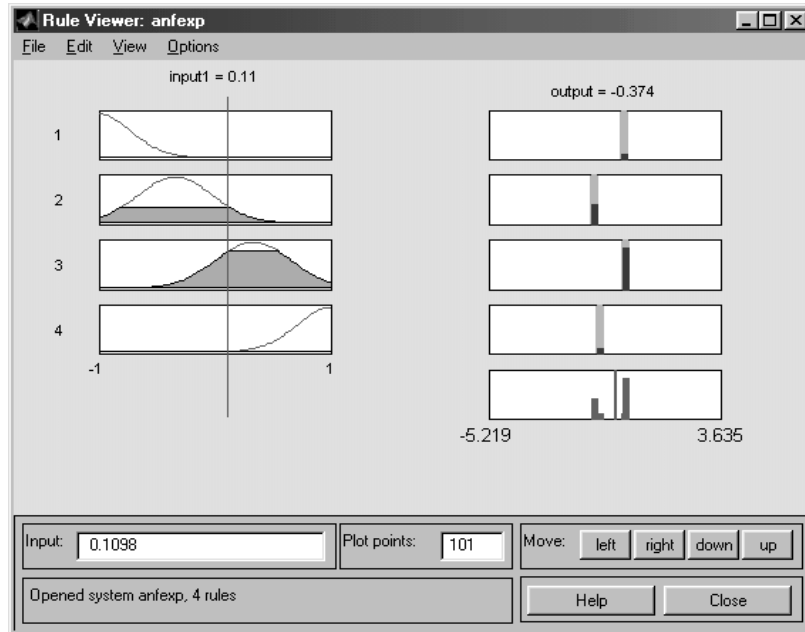 Rule Viewer: anfexp
File Edit View Options
input1 = 0.11
output = -0.374
1
2
3
4
-1 1
-5.219 3.635
Input: 0.1098 Plot points: 101 Move: left right down up
Opened system anfexp, 4 rules Help Close